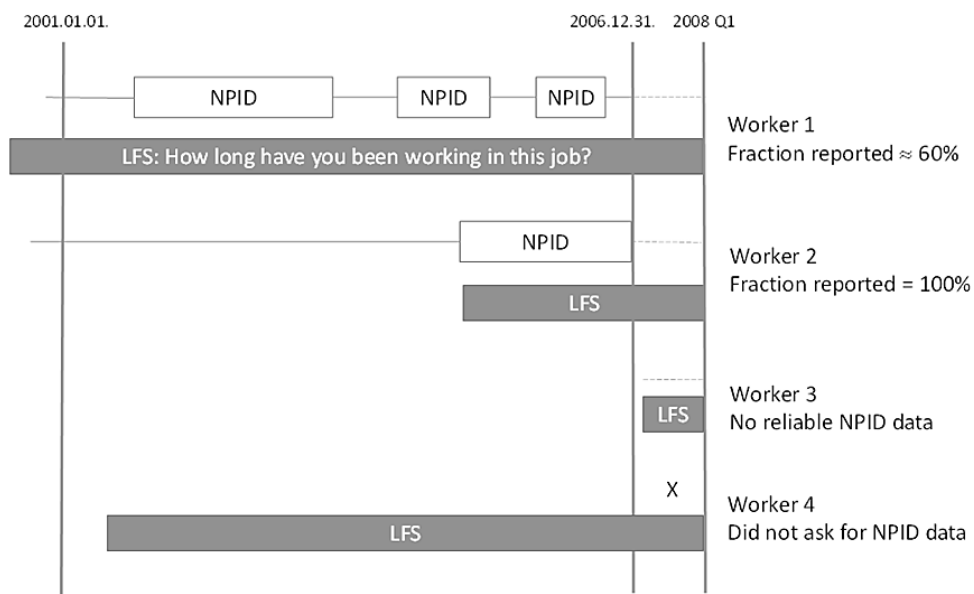 2001.01.01. 2006.12.31. 2008 Q1
NPID NPID NPID
Worker 1
LFS: How long have you been working in this job?
Fraction reported ≈ 60%
NPID
Worker 2
Fraction reported = 100%
LFS
Worker 3
LFS
No reliable NPID data
X
Worker 4
LFS
Did not ask for NPID data